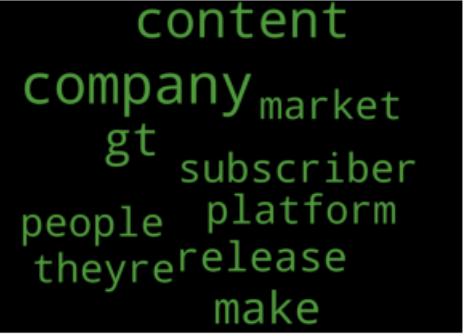 content
company
market
gt
subscriber
platform
people
release
theyre
make